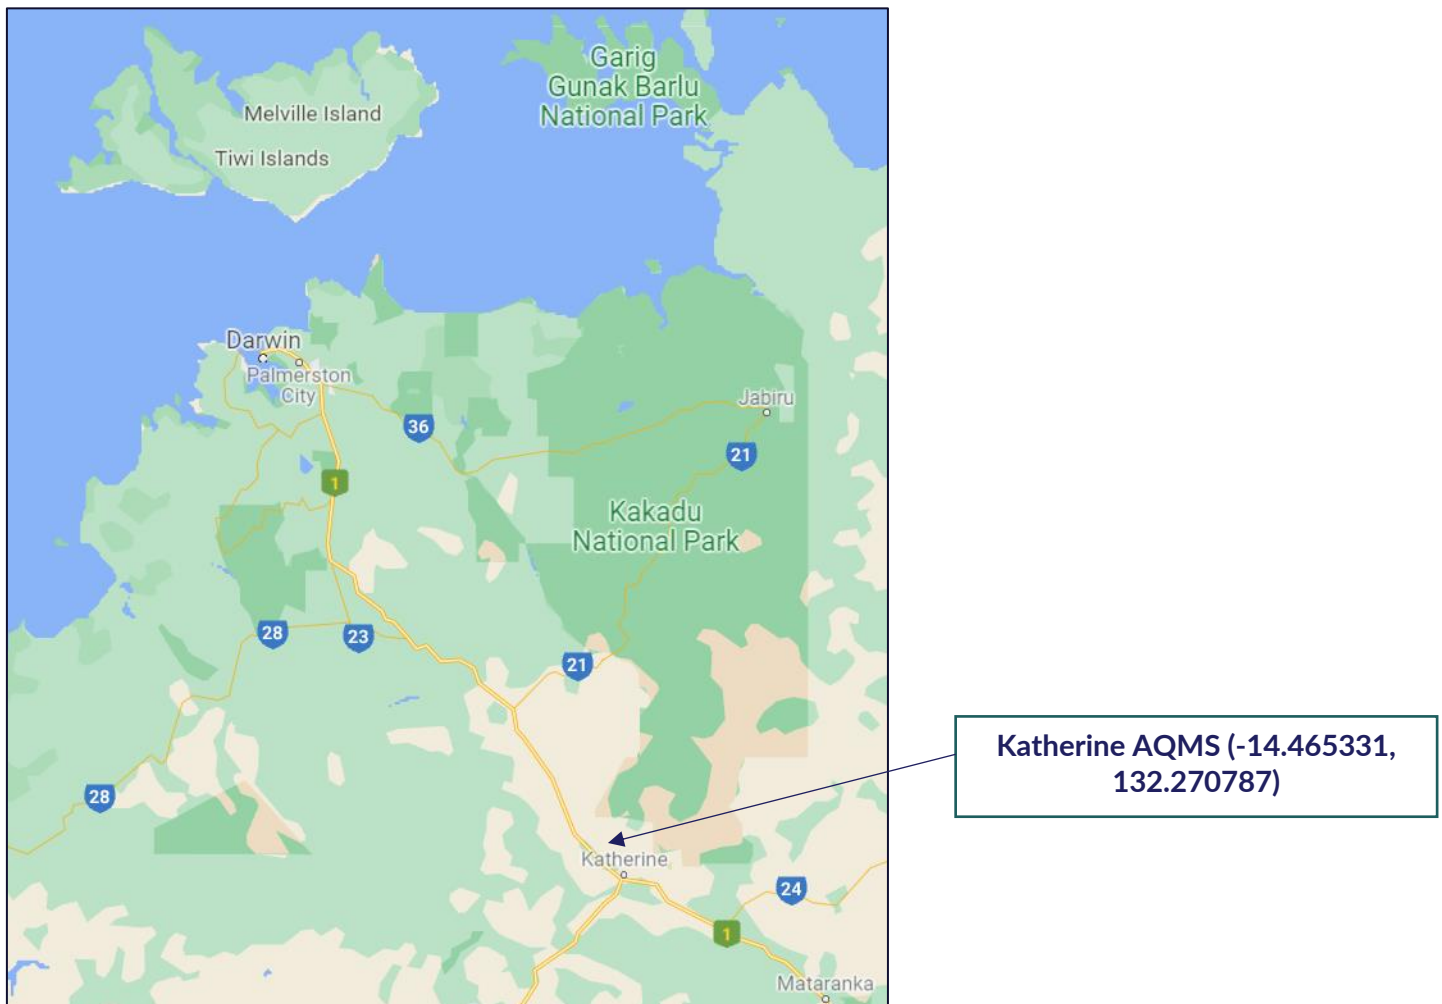 Garig
Gunak Barlu
National Park
Melville Island
Tiwi Islands
Darwin
Palmerston
City
Jabiru
36
21
1
Kakadu
National Park
28
23
21
Katherine AQMS (-14.465331,
132.270787)
28
Katherine
24
1
Mataranka